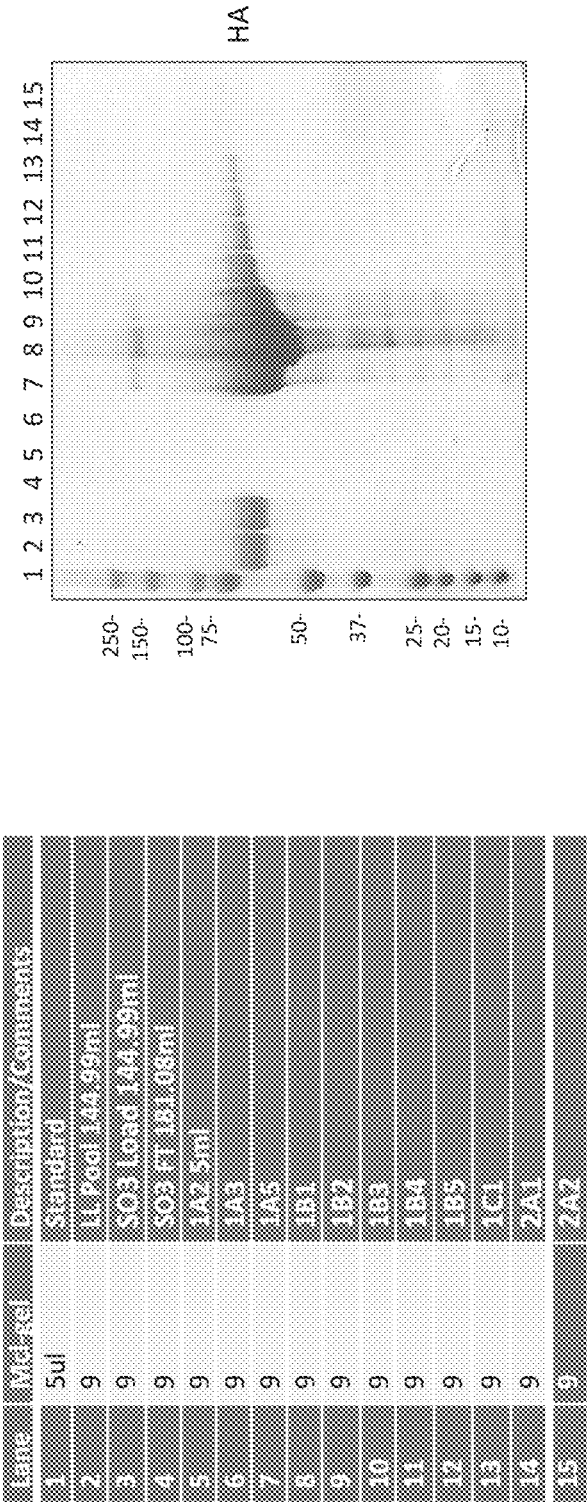 Lane Mcl-gel Description/Comments
1 5ul Standard
2 9 LL Pool 144.99ml
3 9 SO3 Load 144.99ml
4 9 SO3 FT 181.08ml
5 9 1A2 5ml
6 9 1A3
7 9 1A5
8 9 1B1
9 9 1B2
10 9 1B3
11 9 1B4
12 9 1B5
13 9 1C1
14 9 2A1
15 9 2A2
1 2 3 4 5 6 7 8 9 10 11 12 13 14 15
250-
150-
100-
75-
50-
37-
25-
20-
15-
10-
HA